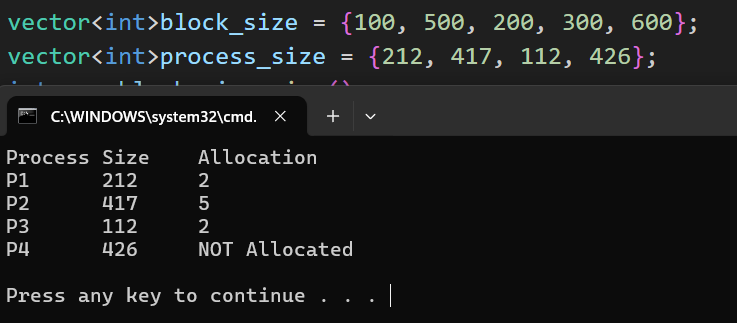 vector<int>block_size = {100, 500, 200, 300, 600};
vector<int>process_size = {212, 417, 112, 426};
C:\WINDOWS\system32\cmd.
Process Size Allocation
P1 212 2
P2 417 5
P3 112 2
P4 426 NOT Allocated
Press any key to continue . . .